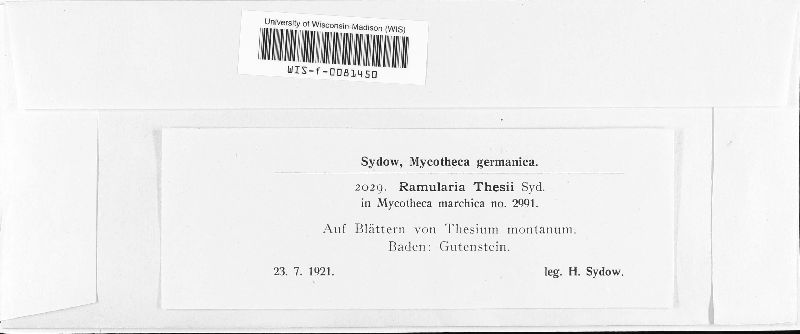 University of Wisconsin Madison (WIS)
WIS-f-0081450
Sydow, Mycotheca germanica.
2029. Ramularia Thesii Syd.
in Mycotheca marchica no. 2991.
Auf Blättern von Thesium montanum.
Baden: Gutenstein.
23. 7. 1921. leg. H. Sydow.